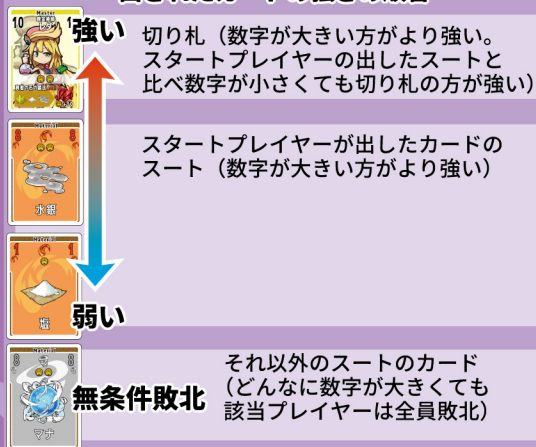 強い
切り札（数字が大きい方がより強い。
スタートプレイヤーの出したスートと
比べ数字が小さくても切り札の方が強い）
10
Master
スタートプレイヤーが出したカードの
スート（数字が大きい方がより強い）
8
8
水銀
1
1
塩
弱い
それ以外のスートのカード
（どんなに数字が大きくても
該当プレイヤーは全員敗北）
無条件敗北
8
8
マナ